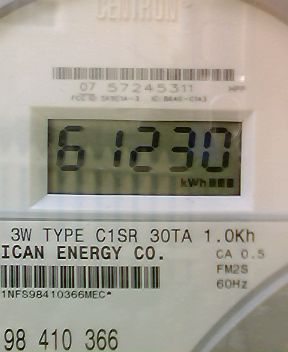 CENTRON
07 57245311
61230
kWh
3W TYPE C1SR 30TA 1.0Kh
ICAN ENERGY CO.
CA 0.5
FM2S
60Hz
1NFS98410366MEC*
98 410 366